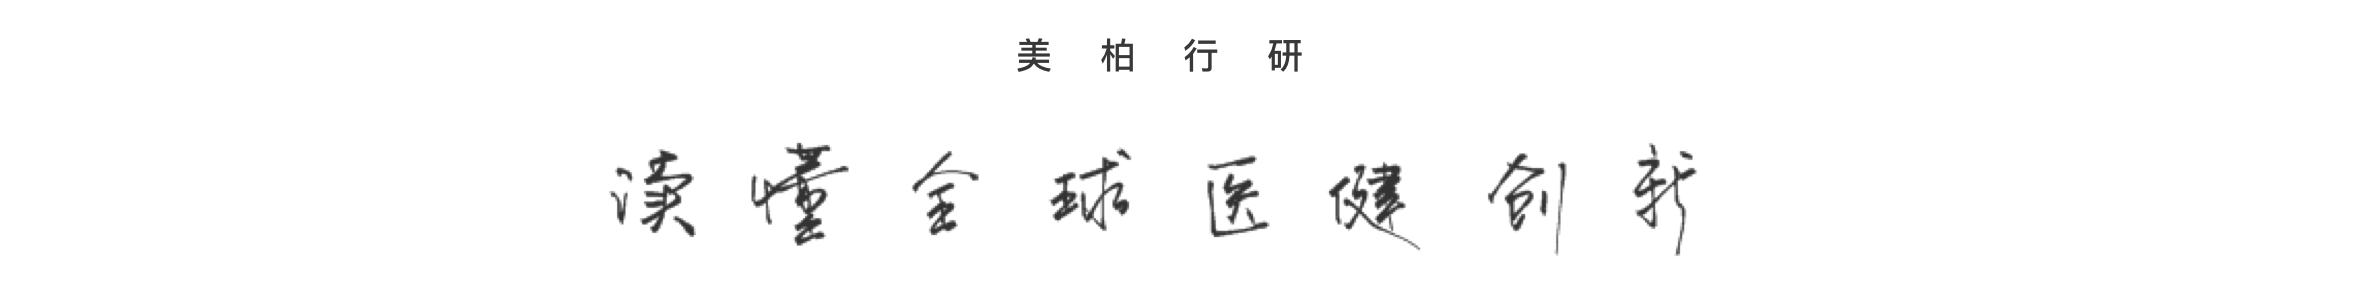 美 柏 行 研
读 懂 全 球 医 健 创 新